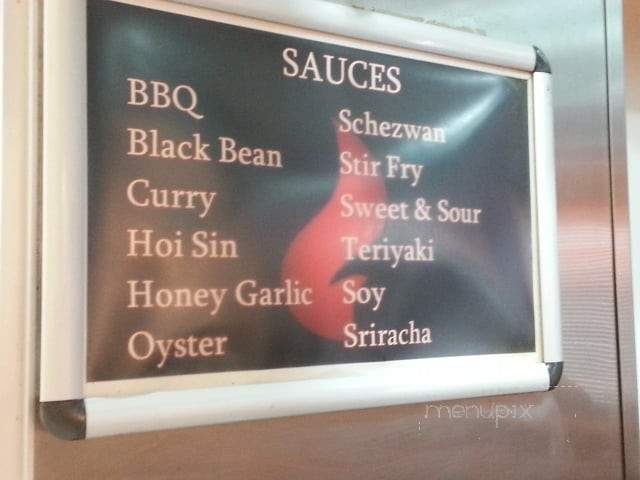 SAUCES
BBQ
Black Bean
Curry
Hoi Sin
Honey Garlic
Oyster
Schezwan
Stir Fry
Sweet & Sour
Teriyaki
Soy
Sriracha
menupix